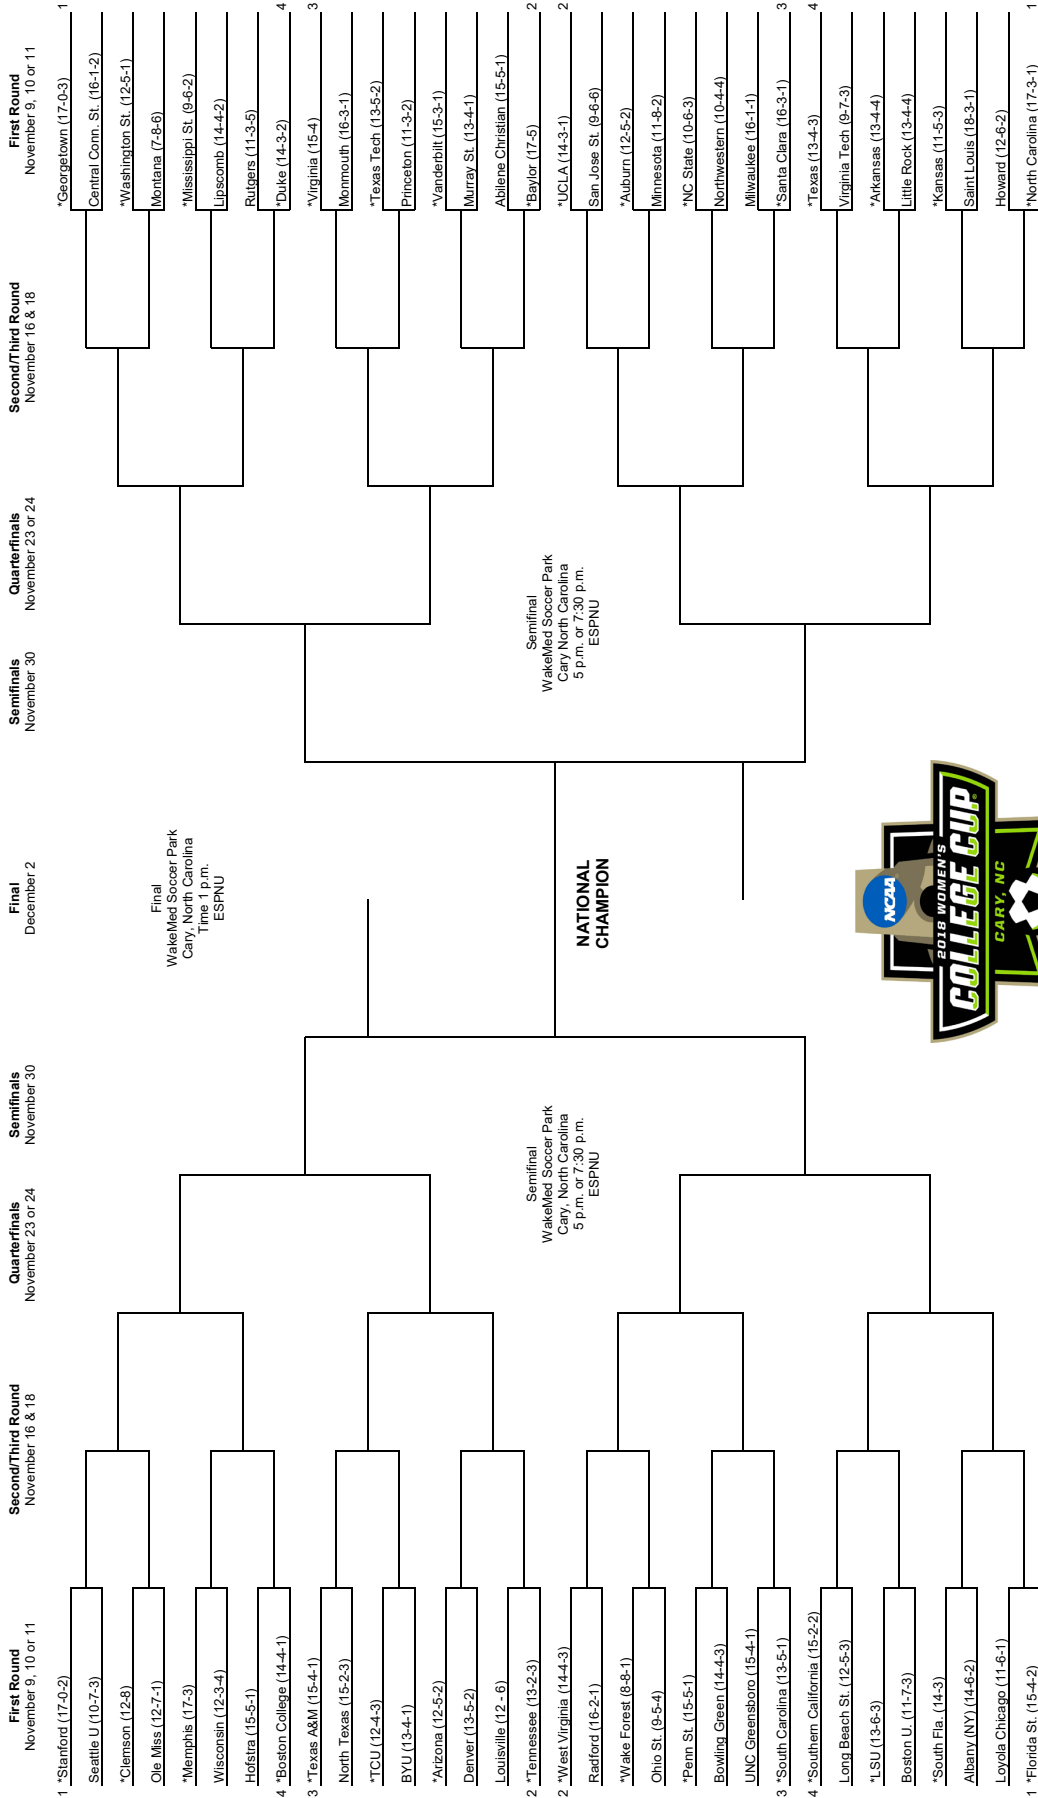 First Round
November 9, 10 or 11
Second/Third Round
November 16 & 18
Quarterfinals
November 23 or 24
Semifinals
November 30
Final
December 2
Semifinals
November 30
Quarterfinals
November 23 or 24
Second/Third Round
November 16 & 18
First Round
November 9, 10 or 11
1 *Stanford (17-0-2)
Seattle U (10-7-3)
*Clemson (12-8)
Ole Miss (12-7-1)
*Memphis (17-3)
Wisconsin (12-3-4)
Hofstra (15-5-1)
4 *Boston College (14-4-1)
3 *Texas A&M (15-4-1)
North Texas (15-2-3)
*TCU (12-4-3)
BYU (13-4-1)
*Arizona (12-5-2)
Denver (13-5-2)
Louisville (12 - 6)
2 *Tennessee (13-2-3)
2 *West Virginia (14-4-3)
Radford (16-2-1)
*Wake Forest (8-8-1)
Ohio St. (9-5-4)
*Penn St. (15-5-1)
Bowling Green (14-4-3)
UNC Greensboro (15-4-1)
3 *South Carolina (13-5-1)
4 *Southern California (15-2-2)
Long Beach St. (12-5-3)
*LSU (13-6-3)
Boston U. (11-7-3)
*South Fla. (14-3)
Albany (NY) (14-6-2)
Loyola Chicago (11-6-1)
1 *Florida St. (15-4-2)
Semifinal
WakeMed Soccer Park
Cary, North Carolina
5 p.m. or 7:30 p.m.
ESPNU
Final
WakeMed Soccer Park
Cary, North Carolina
Time 1 p.m.
ESPNU
NATIONAL
CHAMPION
NCAA
2018 WOMEN'S
COLLEGE CUP®
CARY, NC
Semifinal
WakeMed Soccer Park
Cary North Carolina
5 p.m. or 7:30 p.m.
ESPNU
*Georgetown (17-0-3) 1
Central Conn. St. (16-1-2)
*Washington St. (12-5-1)
Montana (7-8-6)
*Mississippi St. (9-6-2)
Lipscomb (14-4-2)
Rutgers (11-3-5)
*Duke (14-3-2) 4
*Virginia (15-4) 3
Monmouth (16-3-1)
*Texas Tech (13-5-2)
Princeton (11-3-2)
*Vanderbilt (15-3-1)
Murray St. (13-4-1)
Abilene Christian (15-5-1)
*Baylor (17-5) 2
*UCLA (14-3-1) 2
San Jose St. (9-6-6)
*Auburn (12-5-2)
Minnesota (11-8-2)
*NC State (10-6-3)
Northwestern (10-4-4)
Milwaukee (16-1-1)
*Santa Clara (16-3-1) 3
*Texas (13-4-3) 4
Virginia Tech (9-7-3)
*Arkansas (13-4-4)
Little Rock (13-4-4)
*Kansas (11-5-3)
Saint Louis (18-3-1)
Howard (12-6-2)
*North Carolina (17-3-1) 1